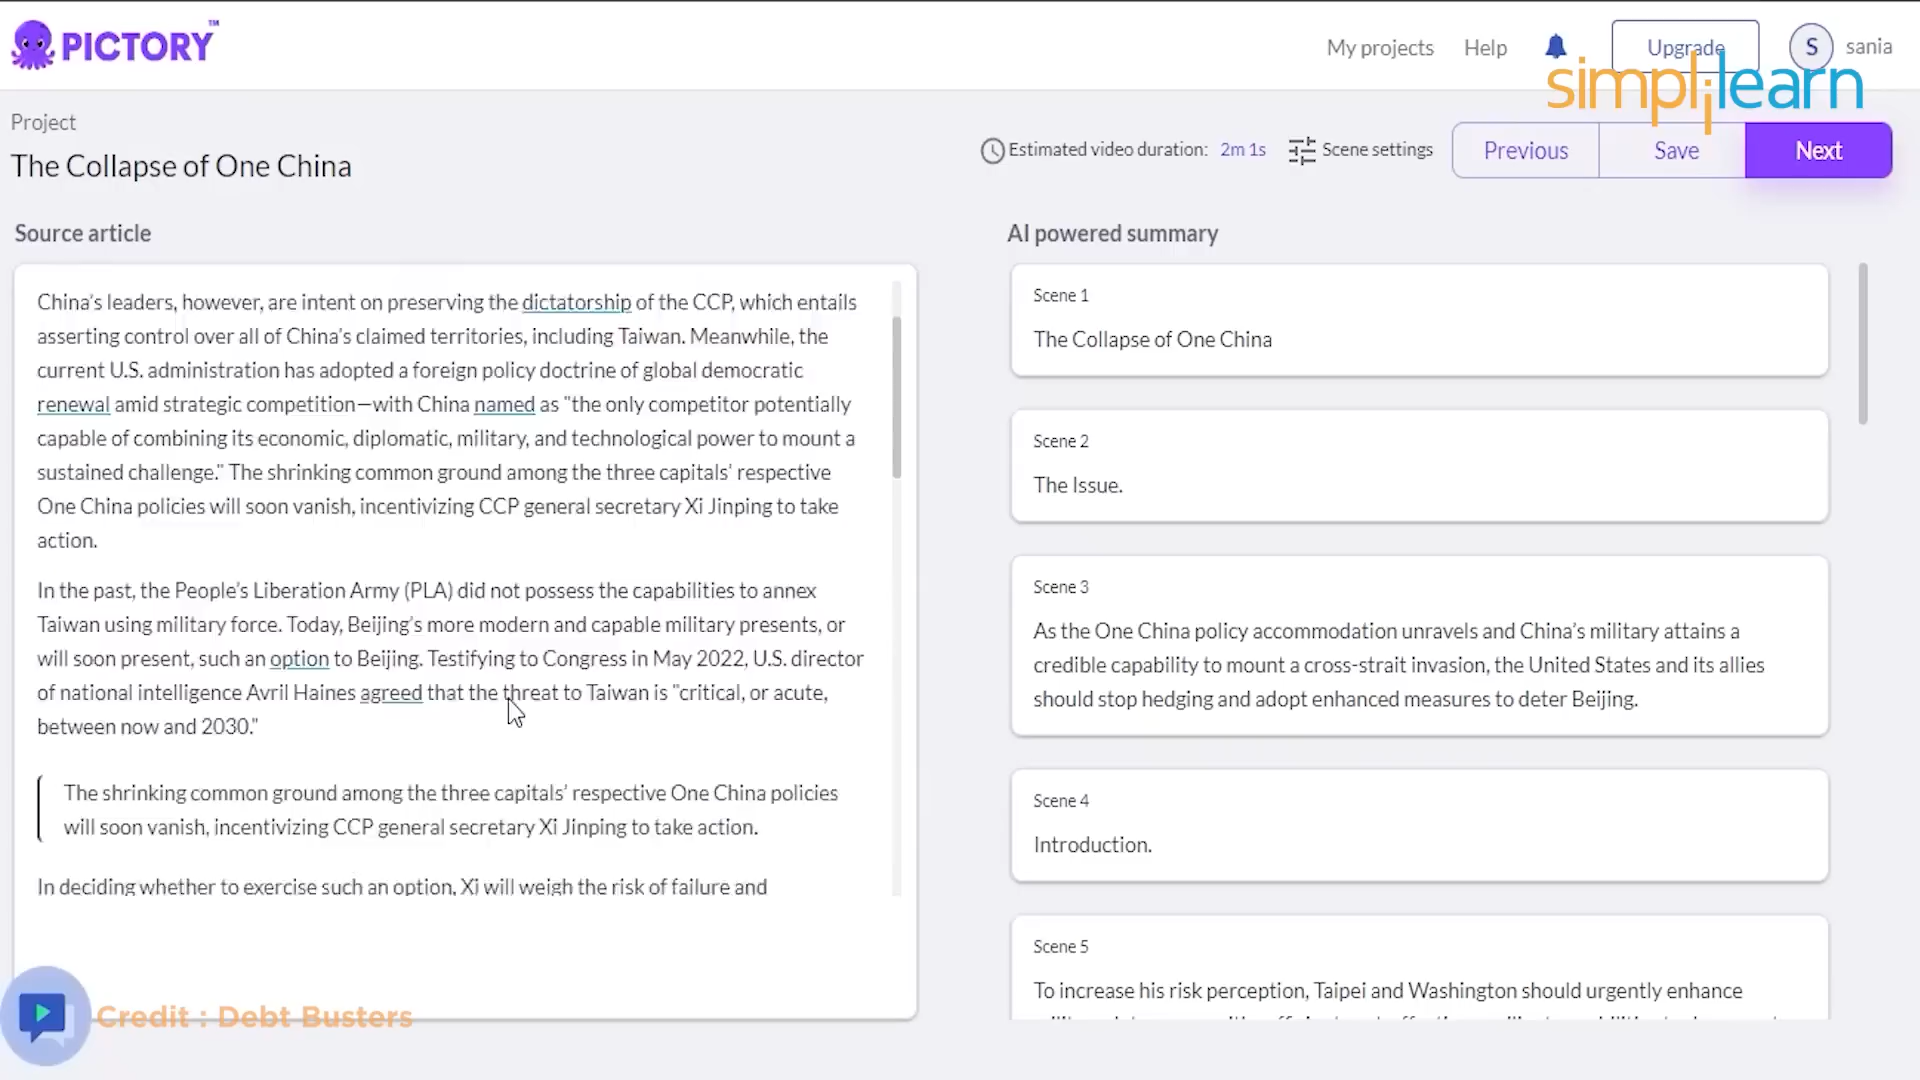 PICTORY™
My projects
Help
Upgrade
S
sania
simplilearn
Project
The Collapse of One China
Estimated video duration: 2m 1s
Scene settings
Previous
Save
Next
Source article
China's leaders, however, are intent on preserving the dictatorship of the CCP, which entails
asserting control over all of China's claimed territories, including Taiwan. Meanwhile, the
current U.S. administration has adopted a foreign policy doctrine of global democratic
renewal amid strategic competition—with China named as "the only competitor potentially
capable of combining its economic, diplomatic, military, and technological power to mount a
sustained challenge." The shrinking common ground among the three capitals' respective
One China policies will soon vanish, incentivizing CCP general secretary Xi Jinping to take
action.
In the past, the People's Liberation Army (PLA) did not possess the capabilities to annex
Taiwan using military force. Today, Beijing's more modern and capable military presents, or
will soon present, such an option to Beijing. Testifying to Congress in May 2022, U.S. director
of national intelligence Avril Haines agreed that the threat to Taiwan is "critical, or acute,
between now and 2030."
The shrinking common ground among the three capitals' respective One China policies
will soon vanish, incentivizing CCP general secretary Xi Jinping to take action.
In deciding whether to exercise such an option, Xi will weigh the risk of failure and
AI powered summary
Scene 1
The Collapse of One China
Scene 2
The Issue.
Scene 3
As the One China policy accommodation unravels and China's military attains a
credible capability to mount a cross-strait invasion, the United States and its allies
should stop hedging and adopt enhanced measures to deter Beijing.
Scene 4
Introduction.
Scene 5
To increase his risk perception, Taipei and Washington should urgently enhance
Credit : Debt Busters